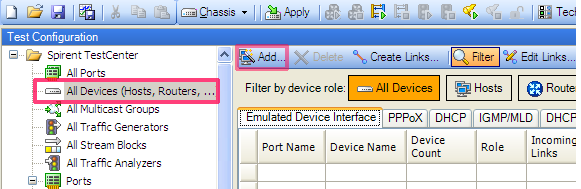 Chassis Apply Tech
Test Configuration
Spirent TestCenter
All Ports
All Devices (Hosts, Routers, ...
All Multicast Groups
All Traffic Generators
All Stream Blocks
All Traffic Analyzers
Ports
Add... Delete Create Links... Filter Edit Links...
Filter by device role: All Devices Hosts Route
Emulated Device Interface PPPoX DHCP IGMP/MLD DHCP
Port Name Device Name Device Count Role Incoming Links